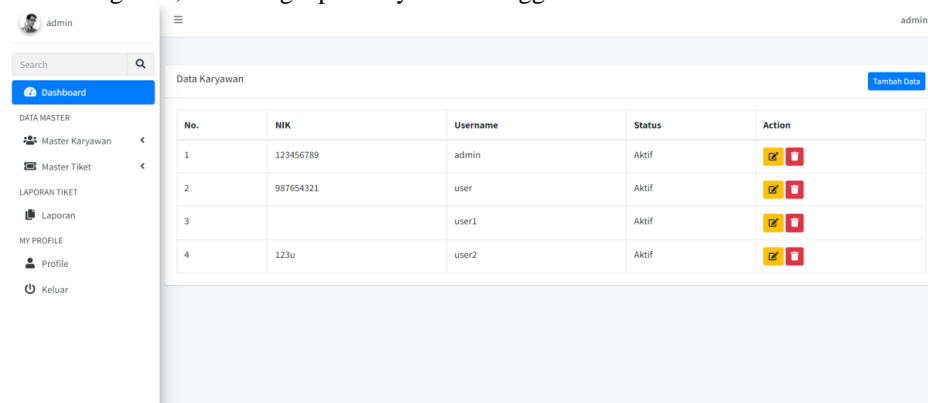 admin
admin
Search
Dashboard
DATA MASTER
Master Karyawan
Master Tiket
LAPORAN TIKET
Laporan
MY PROFILE
Profile
Keluar
Data Karyawan
Tambah Data
No. NIK Username Status Action
1 123456789 admin Aktif
2 987654321 user Aktif
3 user1 Aktif
4 123u user2 Aktif